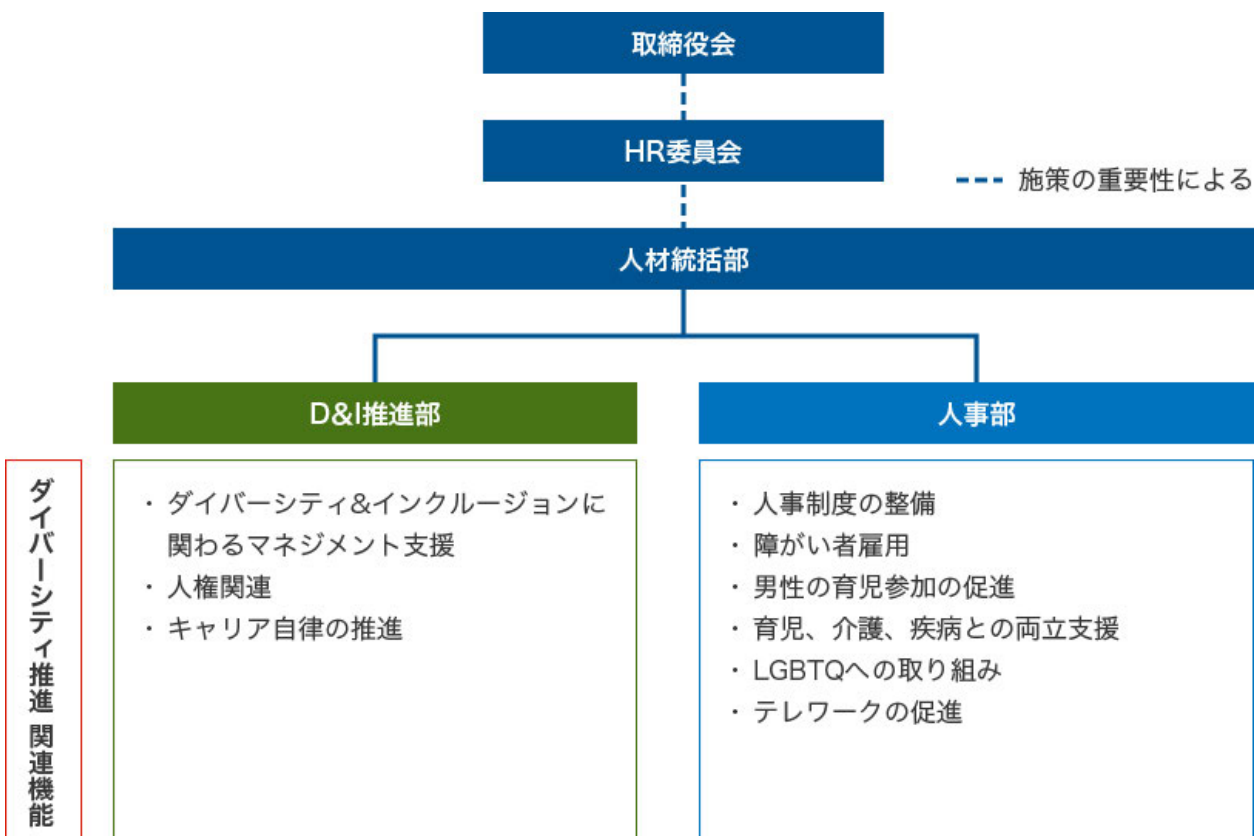 取締役会
HR委員会
施策の重要性による
人材統括部
D&I推進部
人事部
ダイバーシティ推進 関連機能
・ ダイバーシティ&インクルージョンに
関わるマネジメント支援
・ 人権関連
・ キャリア自律の推進
・ 人事制度の整備
・ 障がい者雇用
・ 男性の育児参加の促進
・ 育児、介護、疾病との両立支援
・ LGBTQへの取り組み
・ テレワークの促進